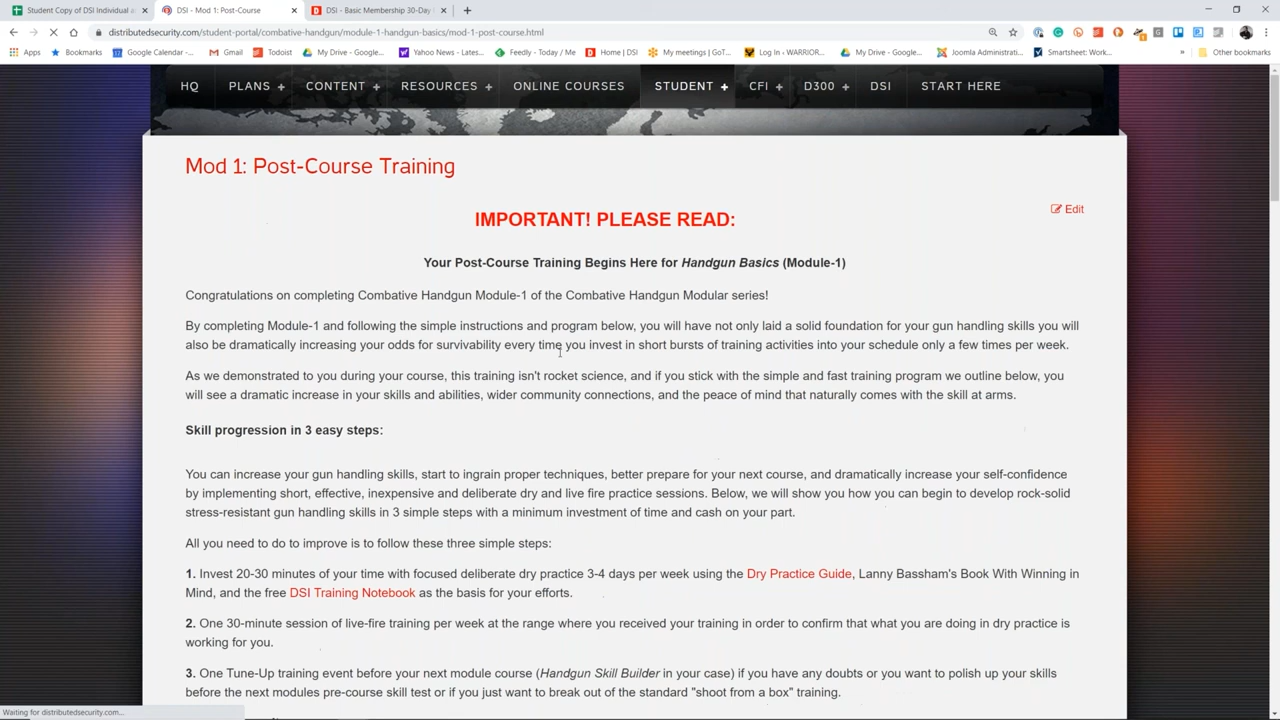 Student Copy of DSI Individual a
DSI - Mod 1: Post-Course
DSI - Basic Membership 30-Day
distributedsecurity.com/student-portal/combative-handgun/module-1-handgun-basics/mod-1-post-course.html
Apps Bookmarks Google Calendar -... Gmail Todoist My Drive - Google... Yahoo News - Lates... Feedly - Today / Me Home | DSI My meetings | GoT... Log In - WARRIOR... My Drive - Google... Joomla Administrati... Smartsheet: Work... » Other bookmarks
HQ PLANS + CONTENT + RESOURCES + ONLINE COURSES STUDENT + CFI + D300 + DSI START HERE
Mod 1: Post-Course Training
Edit
IMPORTANT! PLEASE READ:
Your Post-Course Training Begins Here for Handgun Basics (Module-1)
Congratulations on completing Combative Handgun Module-1 of the Combative Handgun Modular series!
By completing Module-1 and following the simple instructions and program below, you will have not only laid a solid foundation for your gun handling skills you will
also be dramatically increasing your odds for survivability every time you invest in short bursts of training activities into your schedule only a few times per week.
As we demonstrated to you during your course, this training isn't rocket science, and if you stick with the simple and fast training program we outline below, you
will see a dramatic increase in your skills and abilities, wider community connections, and the peace of mind that naturally comes with the skill at arms.
Skill progression in 3 easy steps:
You can increase your gun handling skills, start to ingrain proper techniques, better prepare for your next course, and dramatically increase your self-confidence
by implementing short, effective, inexpensive and deliberate dry and live fire practice sessions. Below, we will show you how you can begin to develop rock-solid
stress-resistant gun handling skills in 3 simple steps with a minimum investment of time and cash on your part.
All you need to do to improve is to follow these three simple steps:
1. Invest 20-30 minutes of your time with focused deliberate dry practice 3-4 days per week using the Dry Practice Guide, Lanny Bassham's Book With Winning in
Mind, and the free DSI Training Notebook as the basis for your efforts.
2. One 30-minute session of live-fire training per week at the range where you received your training in order to confirm that what you are doing in dry practice is
working for you.
3. One Tune-Up training event before your next module course (Handgun Skill Builder in your case) if you have any doubts or you want to polish up your skills
before the next modules pre-course skill test or if you just want to break out of the standard "shoot from a box" training.
Waiting for distributedsecurity.com...